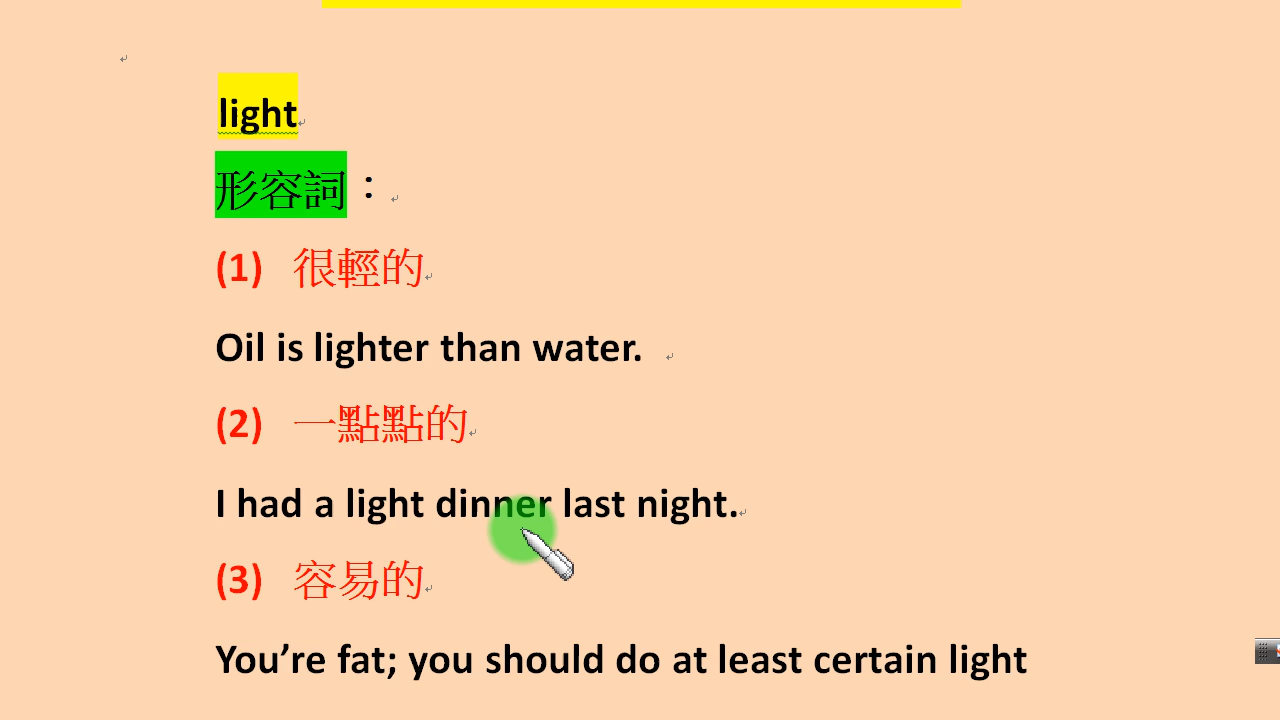 light
形容詞：
(1) 很輕的
Oil is lighter than water.
(2) 一點點的
I had a light dinner last night.
(3) 容易的
You’re fat; you should do at least certain light